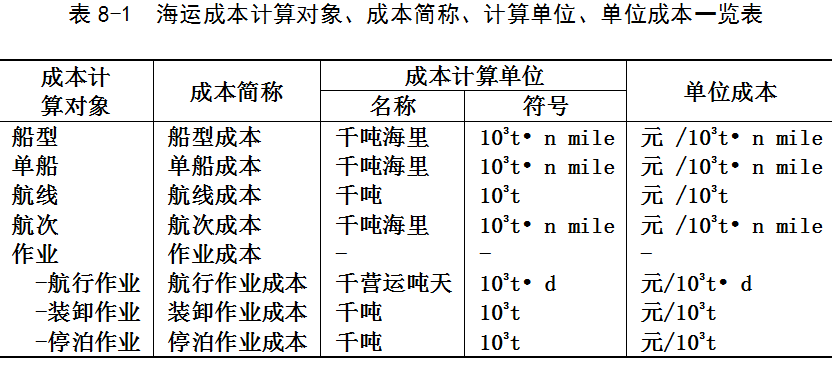 表 8-1 海运成本计算对象、成本简称、计算单位、单位成本一览表
成本计算对象 成本简称 成本计算单位 单位成本
名称 符号
船型 船型成本 千吨海里 10³t• n mile 元 /10³t• n mile
单船 单船成本 千吨海里 10³t• n mile 元 /10³t• n mile
航线 航线成本 千吨 10³t 元 /10³t
航次 航次成本 千吨海里 10³t• n mile 元 /10³t• n mile
作业 作业成本 - - -
-航行作业 航行作业成本 千营运吨天 10³t• d 元/10³t• d
-装卸作业 装卸作业成本 千吨 10³t 元/10³t
-停泊作业 停泊作业成本 千吨 10³t 元/10³t